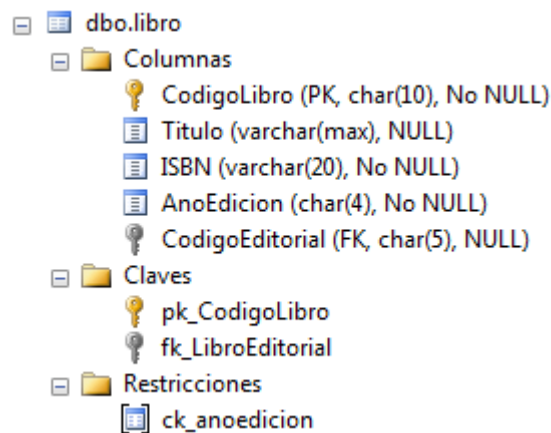 dbo.libro
Columnas
CodigoLibro (PK, char(10), No NULL)
Titulo (varchar(max), NULL)
ISBN (varchar(20), No NULL)
AnoEdicion (char(4), No NULL)
CodigoEditorial (FK, char(5), NULL)
Claves
pk_CodigoLibro
fk_LibroEditorial
Restricciones
ck_anoedicion